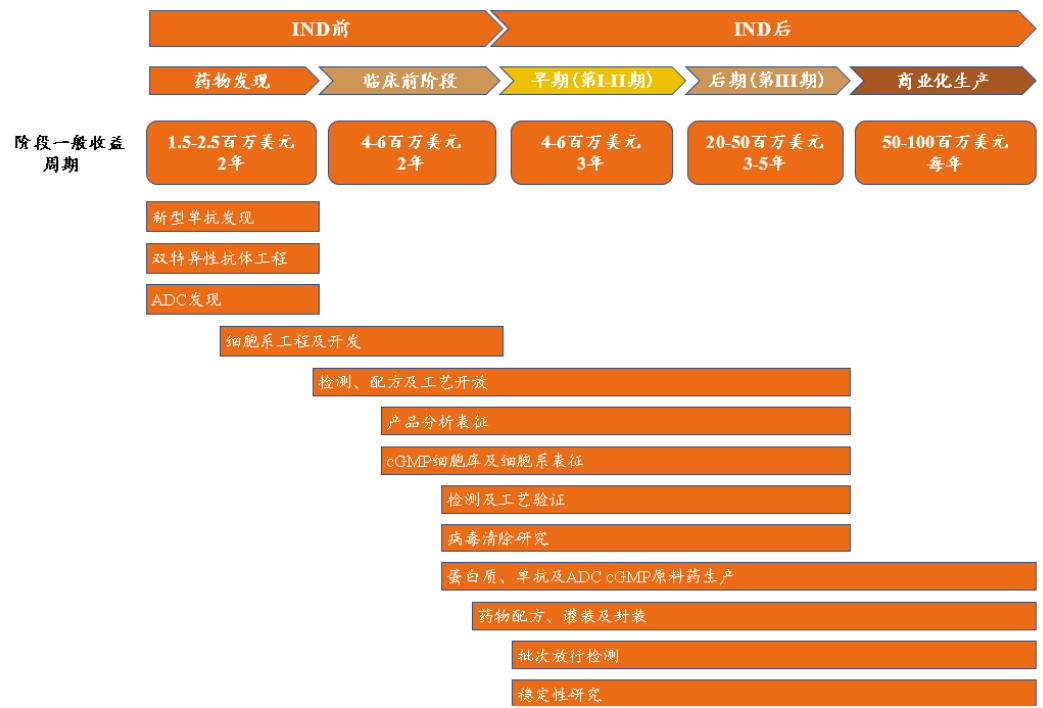 IND前
IND后
药物发现
临床前阶段
早期(第I-II期)
后期(第III期)
商业化生产
阶段一般收益
周期
1.5-2.5百万美元
2年
4-6百万美元
2年
4-6百万美元
3年
20-50百万美元
3-5年
50-100百万美元
每年
新型单抗发现
双特异性抗体工程
ADC发现
细胞系工程及开发
检测、配方及工艺开放
产品分析表征
cGMP细胞库及细胞系表征
检测及工艺验证
病毒清除研究
蛋白质、单抗及ADC cGMP原料药生产
药物配方、灌装及封装
批次放行检测
稳定性研究